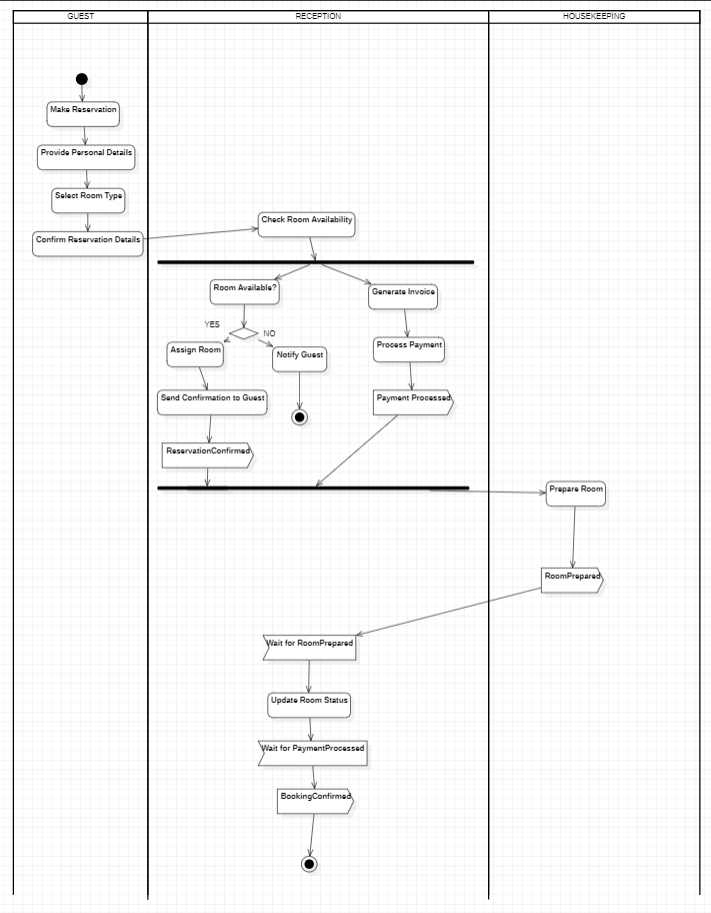 GUEST
RECEPTION
HOUSEKEEPING
Make Reservation
Provide Personal Details
Select Room Type
Confirm Reservation Details
Check Room Availability
Room Available?
Generate Invoice
YES
NO
Assign Room
Notify Guest
Process Payment
Send Confirmation to Guest
Payment Processed
ReservationConfirmed
Prepare Room
RoomPrepared
Wait for RoomPrepared
Update Room Status
Wait for PaymentProcessed
BookingConfirmed